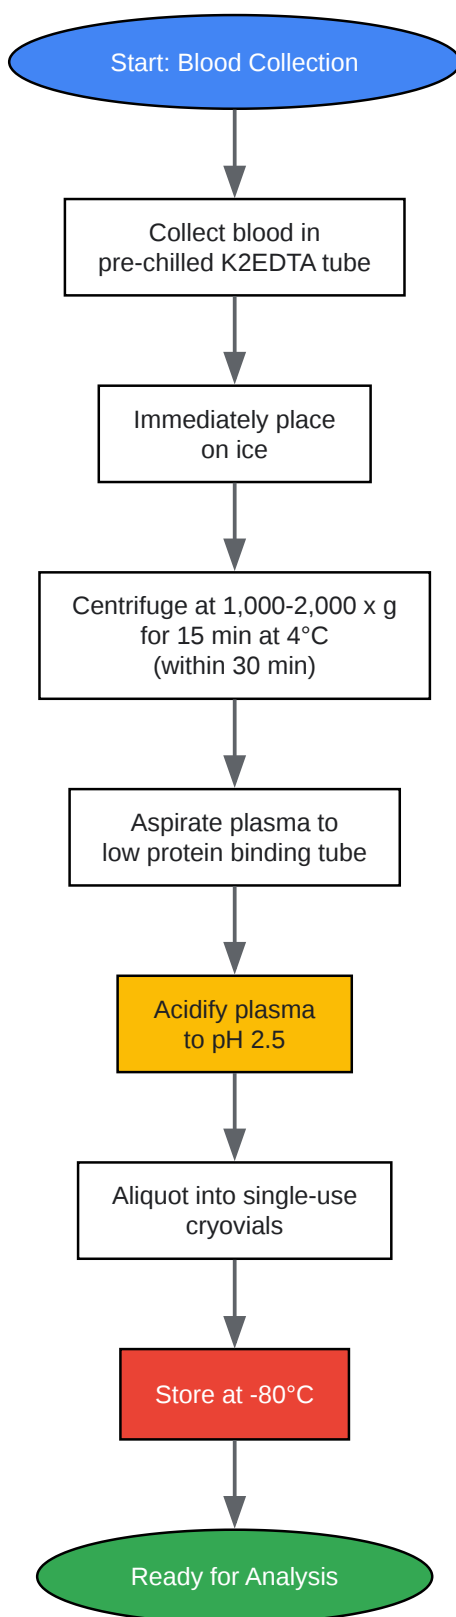 Start: Blood Collection
Collect blood in
pre-chilled K2EDTA tube
Immediately place
on ice
Centrifuge at 1,000-2,000 x g
for 15 min at 4°C
(within 30 min)
Aspirate plasma to
low protein binding tube
Acidify plasma
to pH 2.5
Aliquot into single-use
cryovials
Store at -80°C
Ready for Analysis